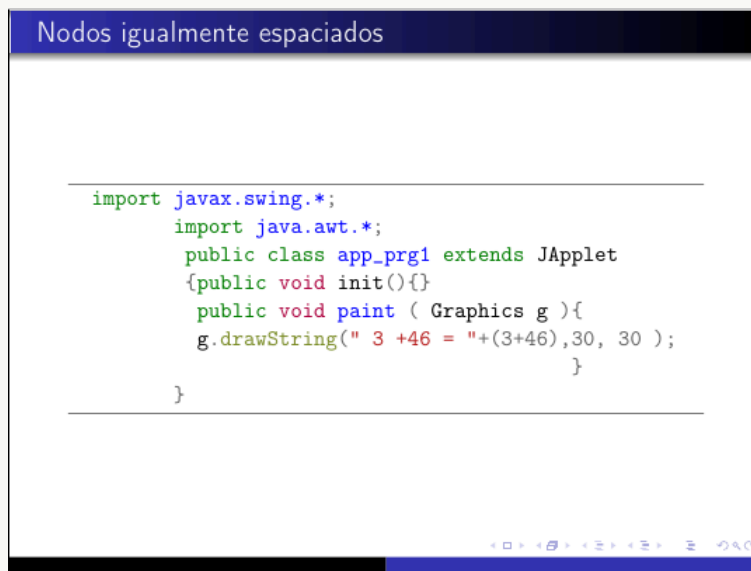 Nodos igualmente espaciados
import javax.swing.*;
import java.awt.*;
public class app_prg1 extends JApplet
{public void init(){}
public void paint ( Graphics g ){
g.drawString(" 3 +46 = "+(3+46),30, 30 );
}
}